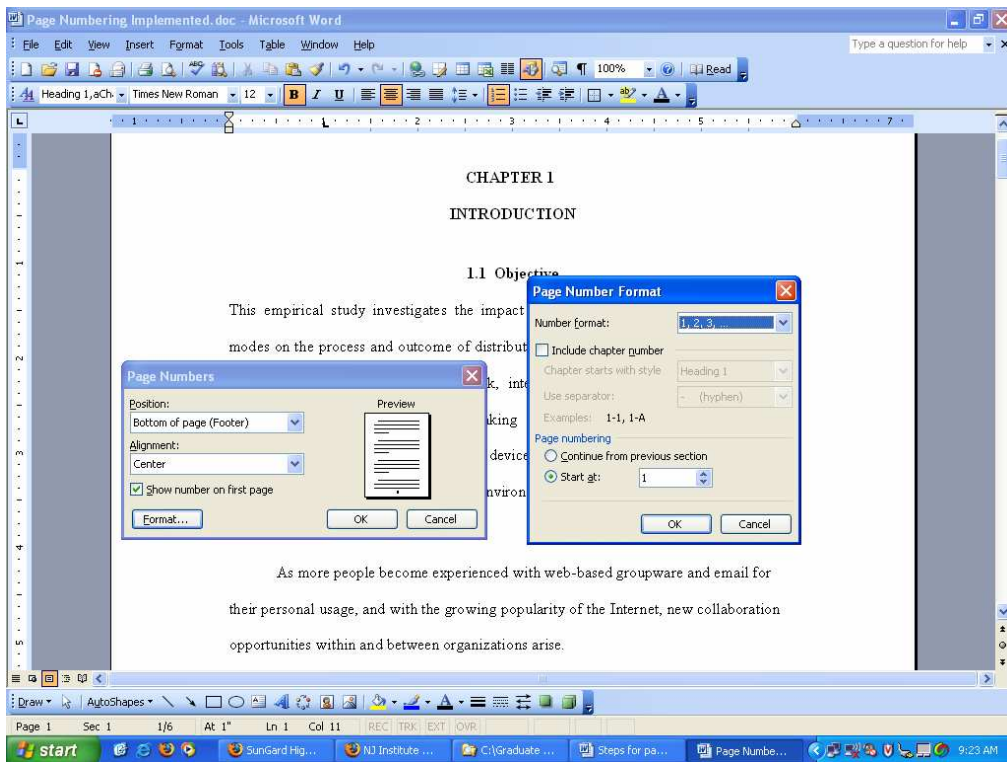 Page Numbering Implemented.doc - Microsoft Word
File Edit View Insert Format Tools Table Window Help
Type a question for help
100%
Read
Heading 1,aCh
Times New Roman
12
B I U
1 1 2 3 4 5 7
CHAPTER 1
INTRODUCTION
1.1 Objective
This empirical study investigates the impact
modes on the process and outcome of distribut
Page Numbers
Position:
Bottom of page (Footer)
Alignment:
Center
Show number on first page
Preview
Format...
OK
Cancel
Page Number Format
Number format:
1, 2, 3, ...
Include chapter number
Chapter starts with style
Heading 1
Use separator:
- (hyphen)
Examples: 1-1, 1-A
Page numbering
Continue from previous section
Start at:
1
OK
Cancel
As more people become experienced with web-based groupware and email for
their personal usage, and with the growing popularity of the Internet, new collaboration
opportunities within and between organizations arise.
Draw
AutoShapes
Page 1 Sec 1 1/6 At 1" Ln 1 Col 11 REC TRK EXT OVR
start
SunGard Hig...
NJ Institute ...
C:\Graduate ...
Steps for pa...
Page Numbe...
9:23 AM